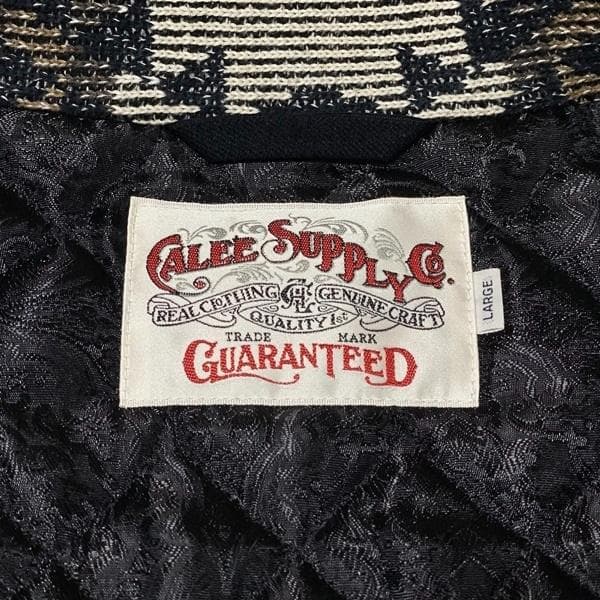 CALEE SUPPLY CO.
REAL CLOTHING GENUINE CRAFT
QUALITY 1st
TRADE MARK
GUARANTEED
LARGE